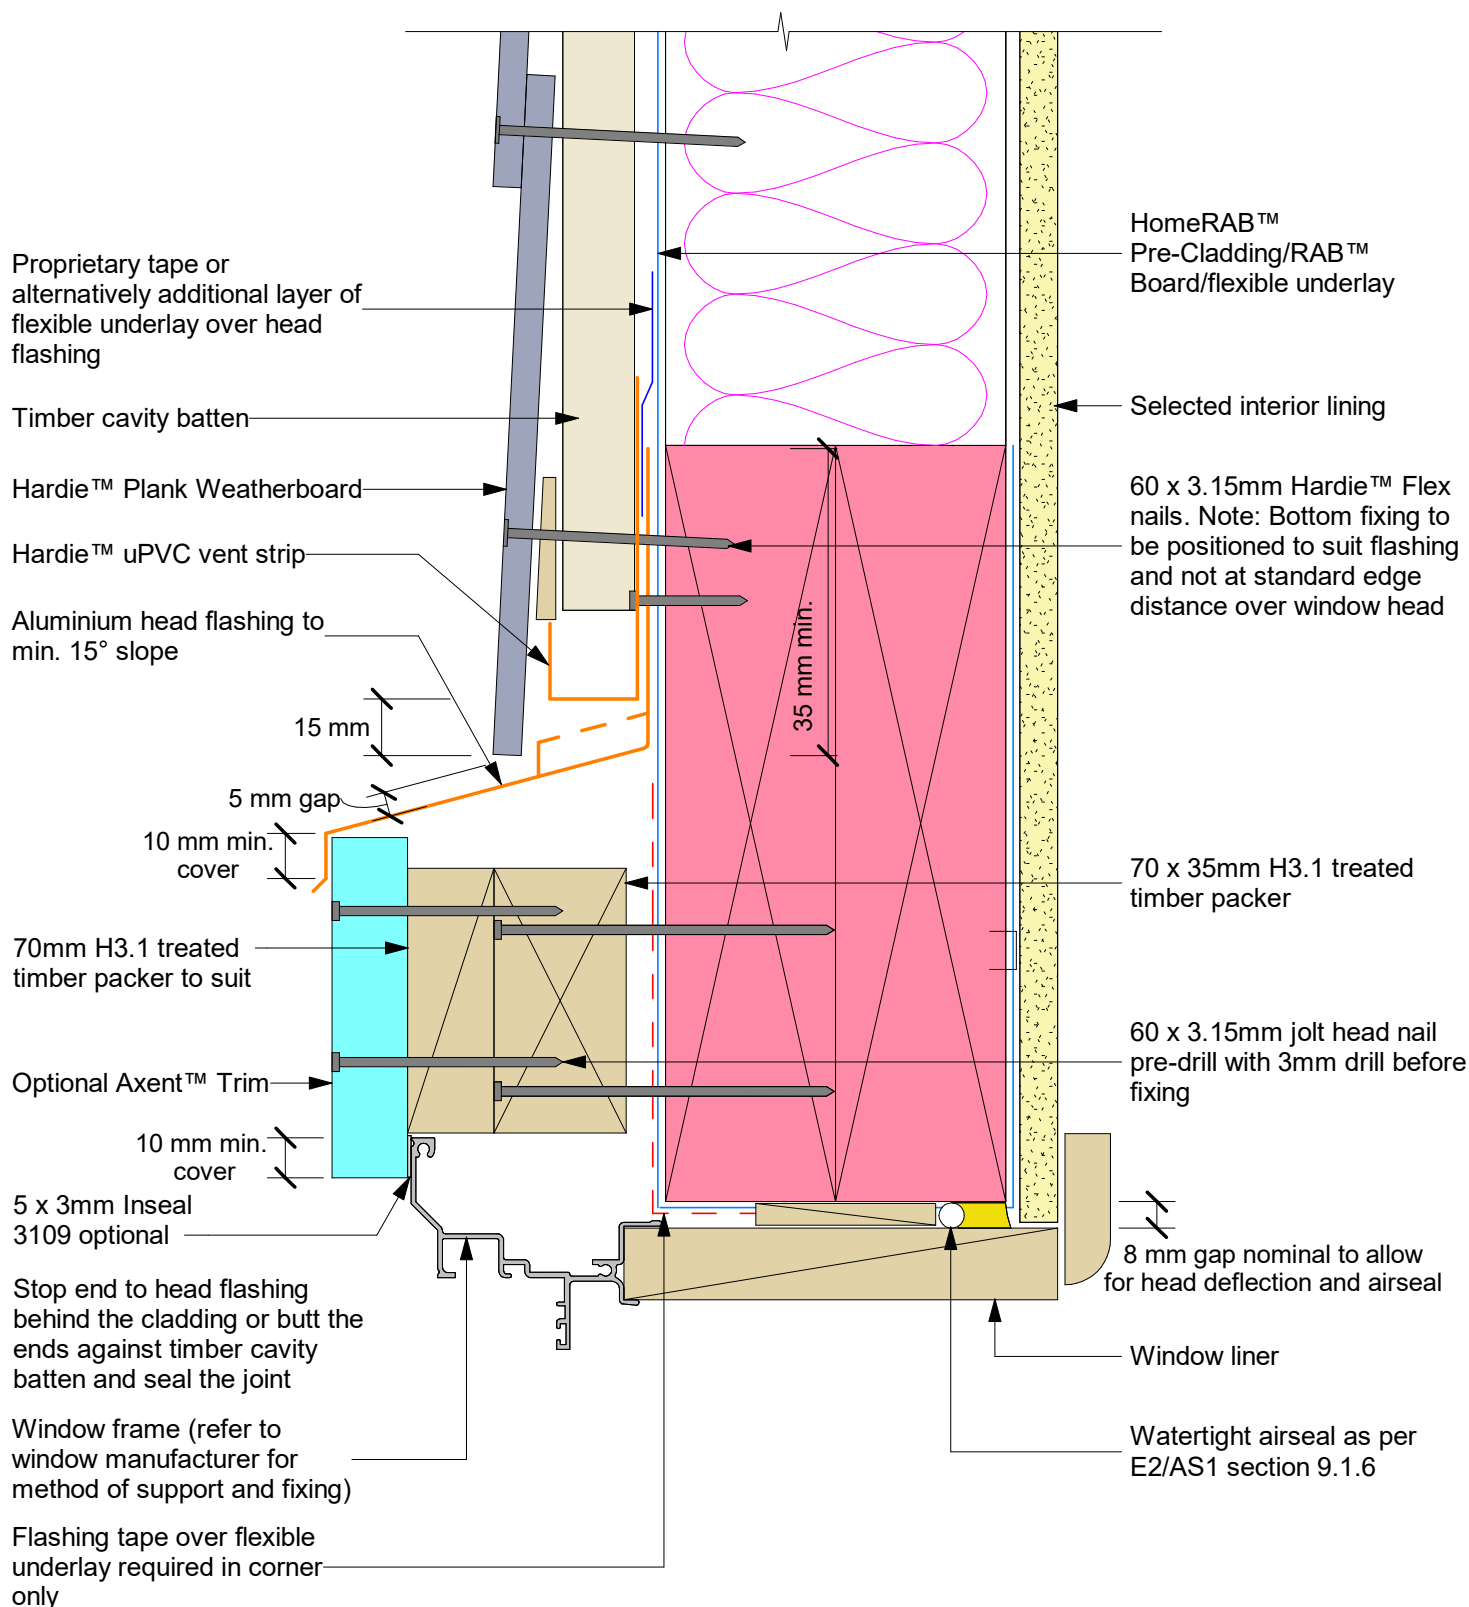 Proprietary tape or
alternatively additional layer of
flexible underlay over head
flashing
Timber cavity batten
Hardie™ Plank Weatherboard
Hardie™ uPVC vent strip
Aluminium head flashing to
min. 15° slope
15 mm
5 mm gap
10 mm min.
cover
70mm H3.1 treated
timber packer to suit
Optional Axent™ Trim
10 mm min.
cover
5 x 3mm Inseal
3109 optional
Stop end to head flashing
behind the cladding or butt the
ends against timber cavity
batten and seal the joint
Window frame (refer to
window manufacturer for
method of support and fixing)
Flashing tape over flexible
underlay required in corner
only
35 mm min.
HomeRAB™
Pre-Cladding/RAB™
Board/flexible underlay
Selected interior lining
60 x 3.15mm Hardie™ Flex
nails. Note: Bottom fixing to
be positioned to suit flashing
and not at standard edge
distance over window head
70 x 35mm H3.1 treated
timber packer
60 x 3.15mm jolt head nail
pre-drill with 3mm drill before
fixing
8 mm gap nominal to allow
for head deflection and airseal
Window liner
Watertight airseal as per
E2/AS1 section 9.1.6